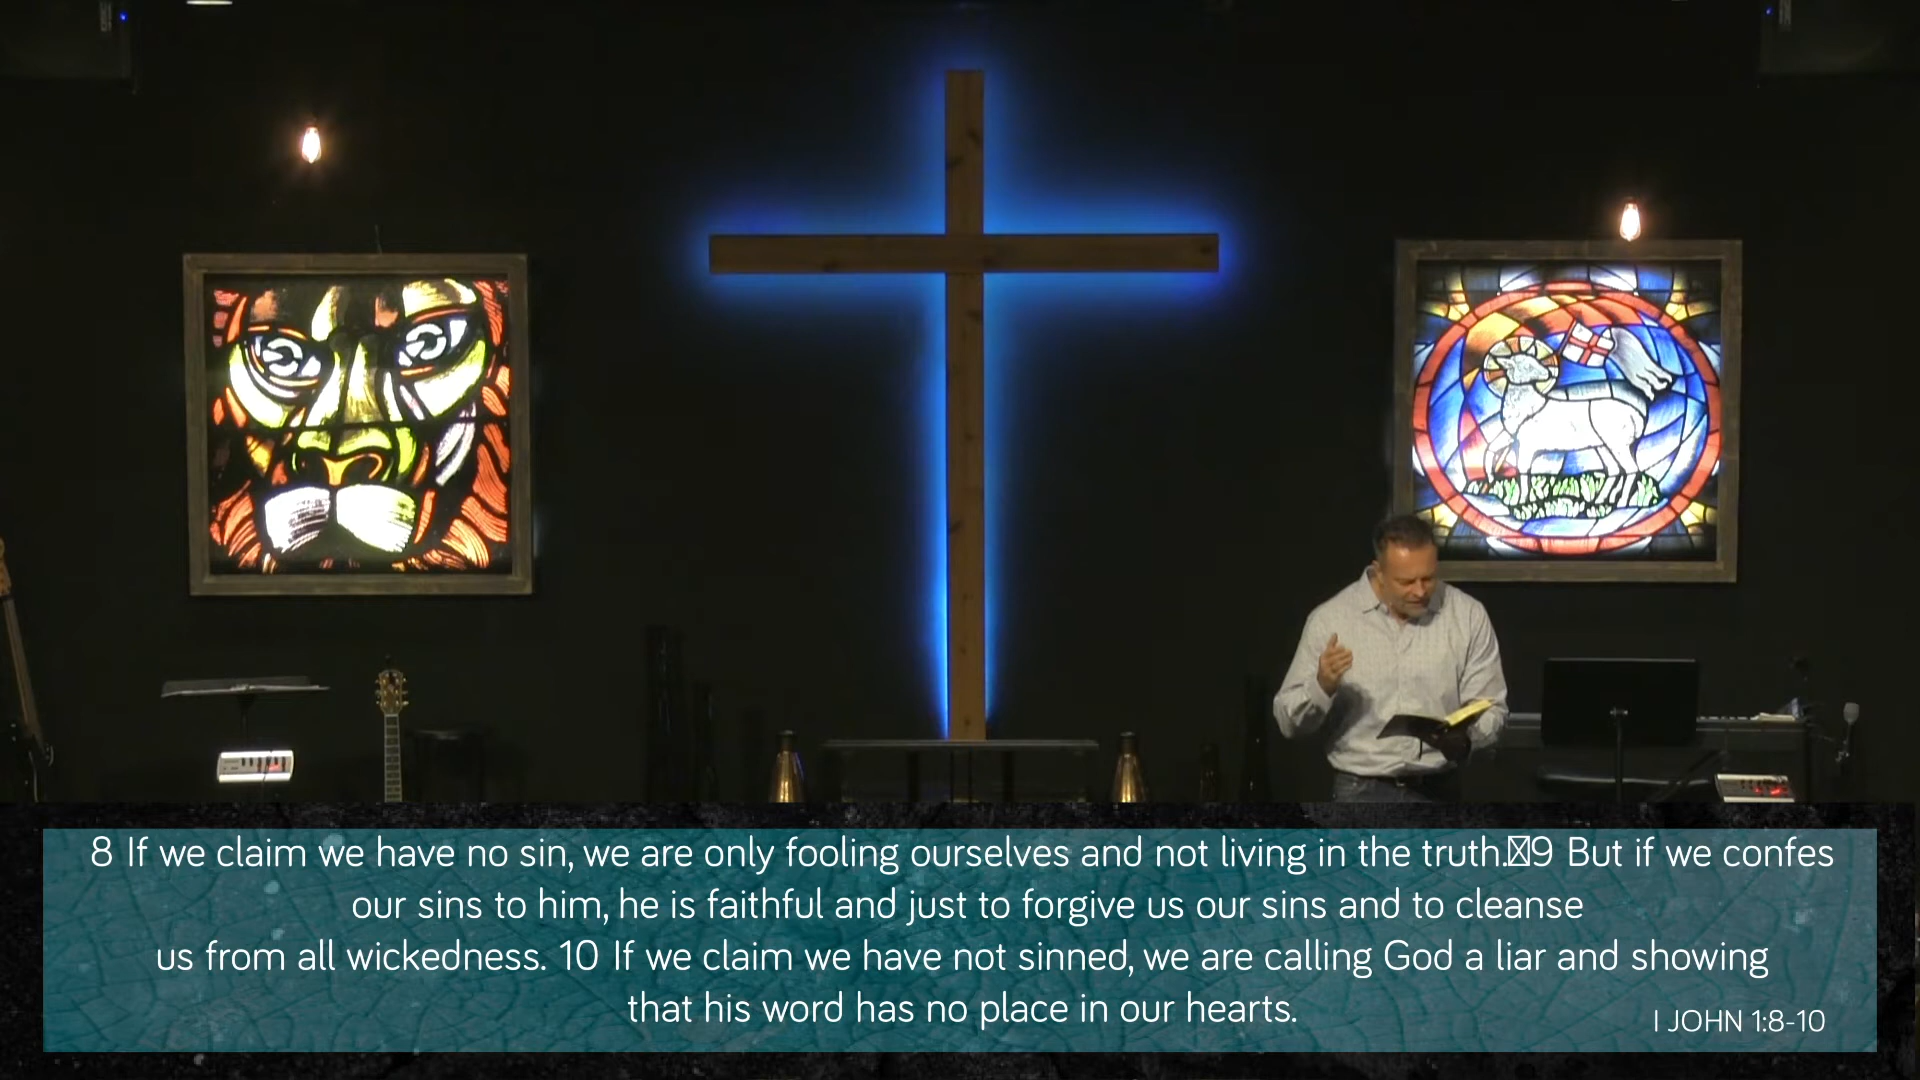 8 If we claim we have no sin, we are only fooling ourselves and not living in the truth.9 But if we confes
our sins to him, he is faithful and just to forgive us our sins and to cleanse
us from all wickedness. 10 If we claim we have not sinned, we are calling God a liar and showing
that his word has no place in our hearts.
I JOHN 1:8-10